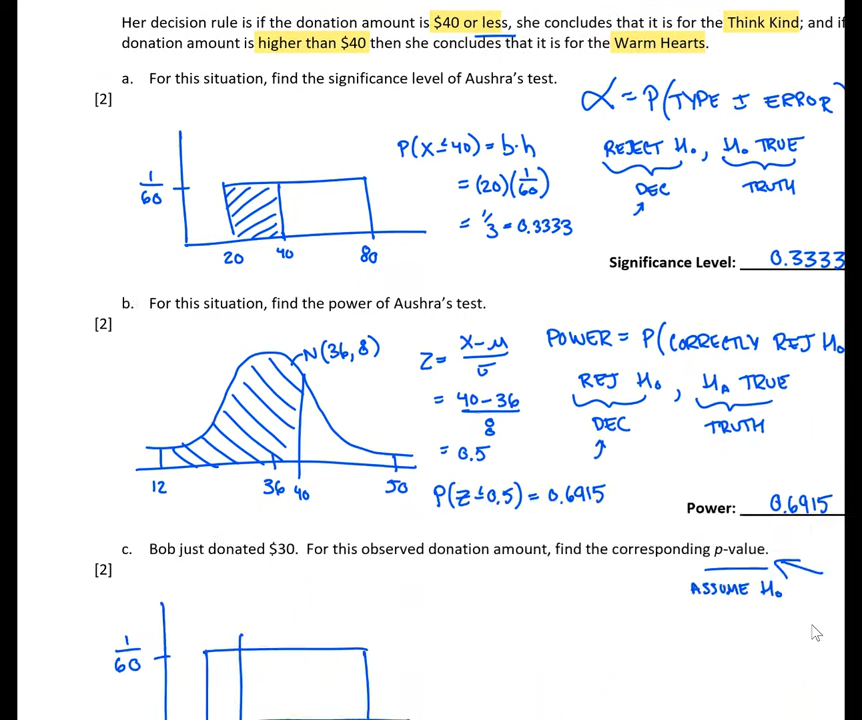 Her decision rule is if the donation amount is $40 or less, she concludes that it is for the Think Kind; and if
donation amount is higher than $40 then she concludes that it is for the Warm Hearts.
a. For this situation, find the significance level of Aushra's test.
[2]
α = P(TYPE I ERROR)
P(X ≤ 40) = b·h
REJECT H₀, H₀ TRUE
1/60
= (20)(1/60)
DEC TRUTH
= 1/3 = 0.3333
20 40 80
Significance Level: 0.3333
b. For this situation, find the power of Aushra's test.
[2]
N(36,8)
Z = X-μ/σ
POWER = P(CORRECTLY REJ H₀
= 40-36/8
REJ H₀, HA TRUE
DEC TRUTH
= 0.5
12 36 40 50
P(Z ≤ 0.5) = 0.6915
Power: 0.6915
c. Bob just donated $30. For this observed donation amount, find the corresponding p-value.
[2]
ASSUME H₀
1/60